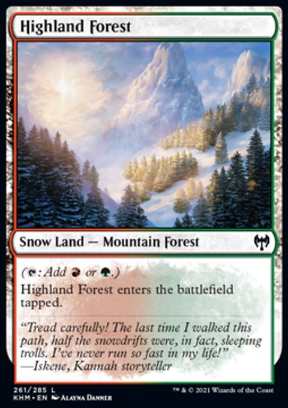 Highland Forest
Snow Land — Mountain Forest
(: Add or .)
Highland Forest enters the battlefield
tapped.
"Tread carefully! The last time I walked this
path, half the snowdrifts were, in fact, sleeping
trolls. I've never run so fast in my life!"
—Iskene, Kannah storyteller
261/285 L
KHM • EN ALAYNA DANNER
™ & © 2021 Wizards of the Coast